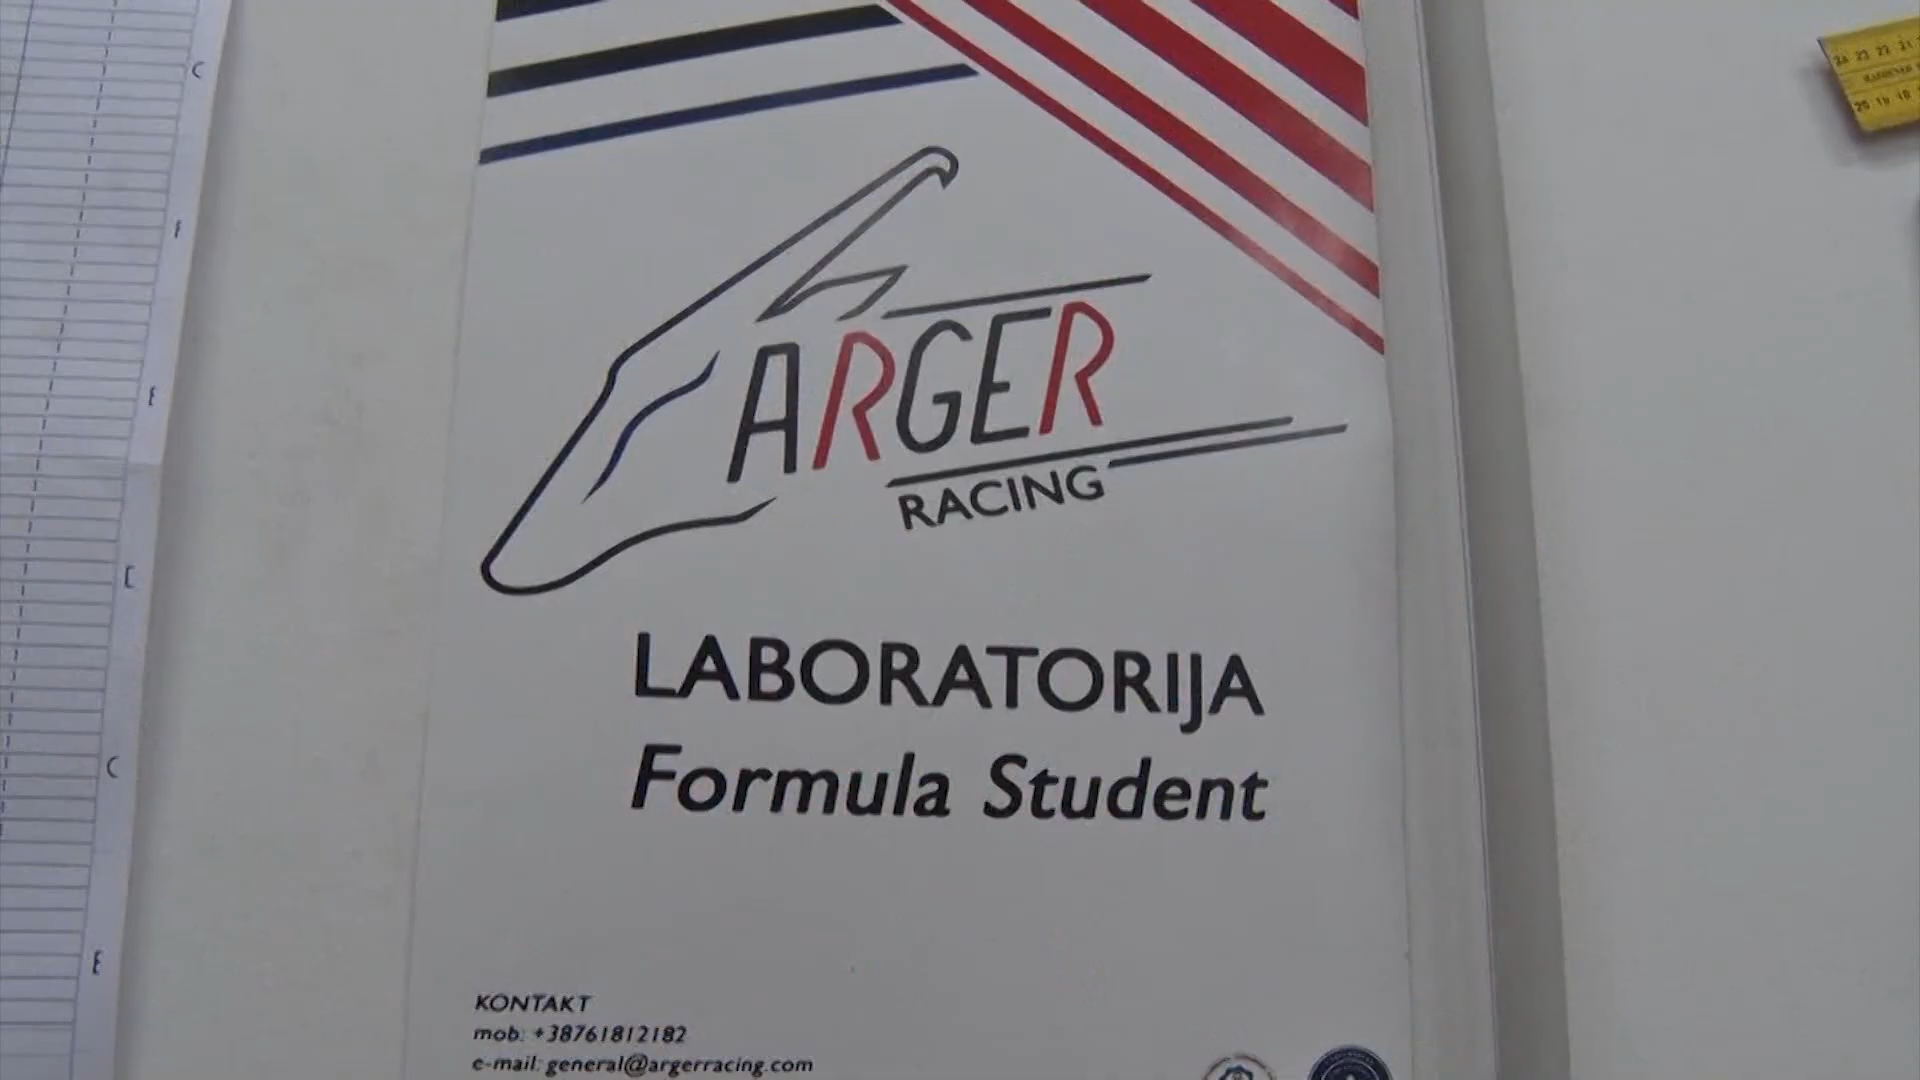 ARGER
RACING
LABORATORIJA
Formula Student
KONTAKT
mob: +38761812182
e-mail: general@argerracing.com